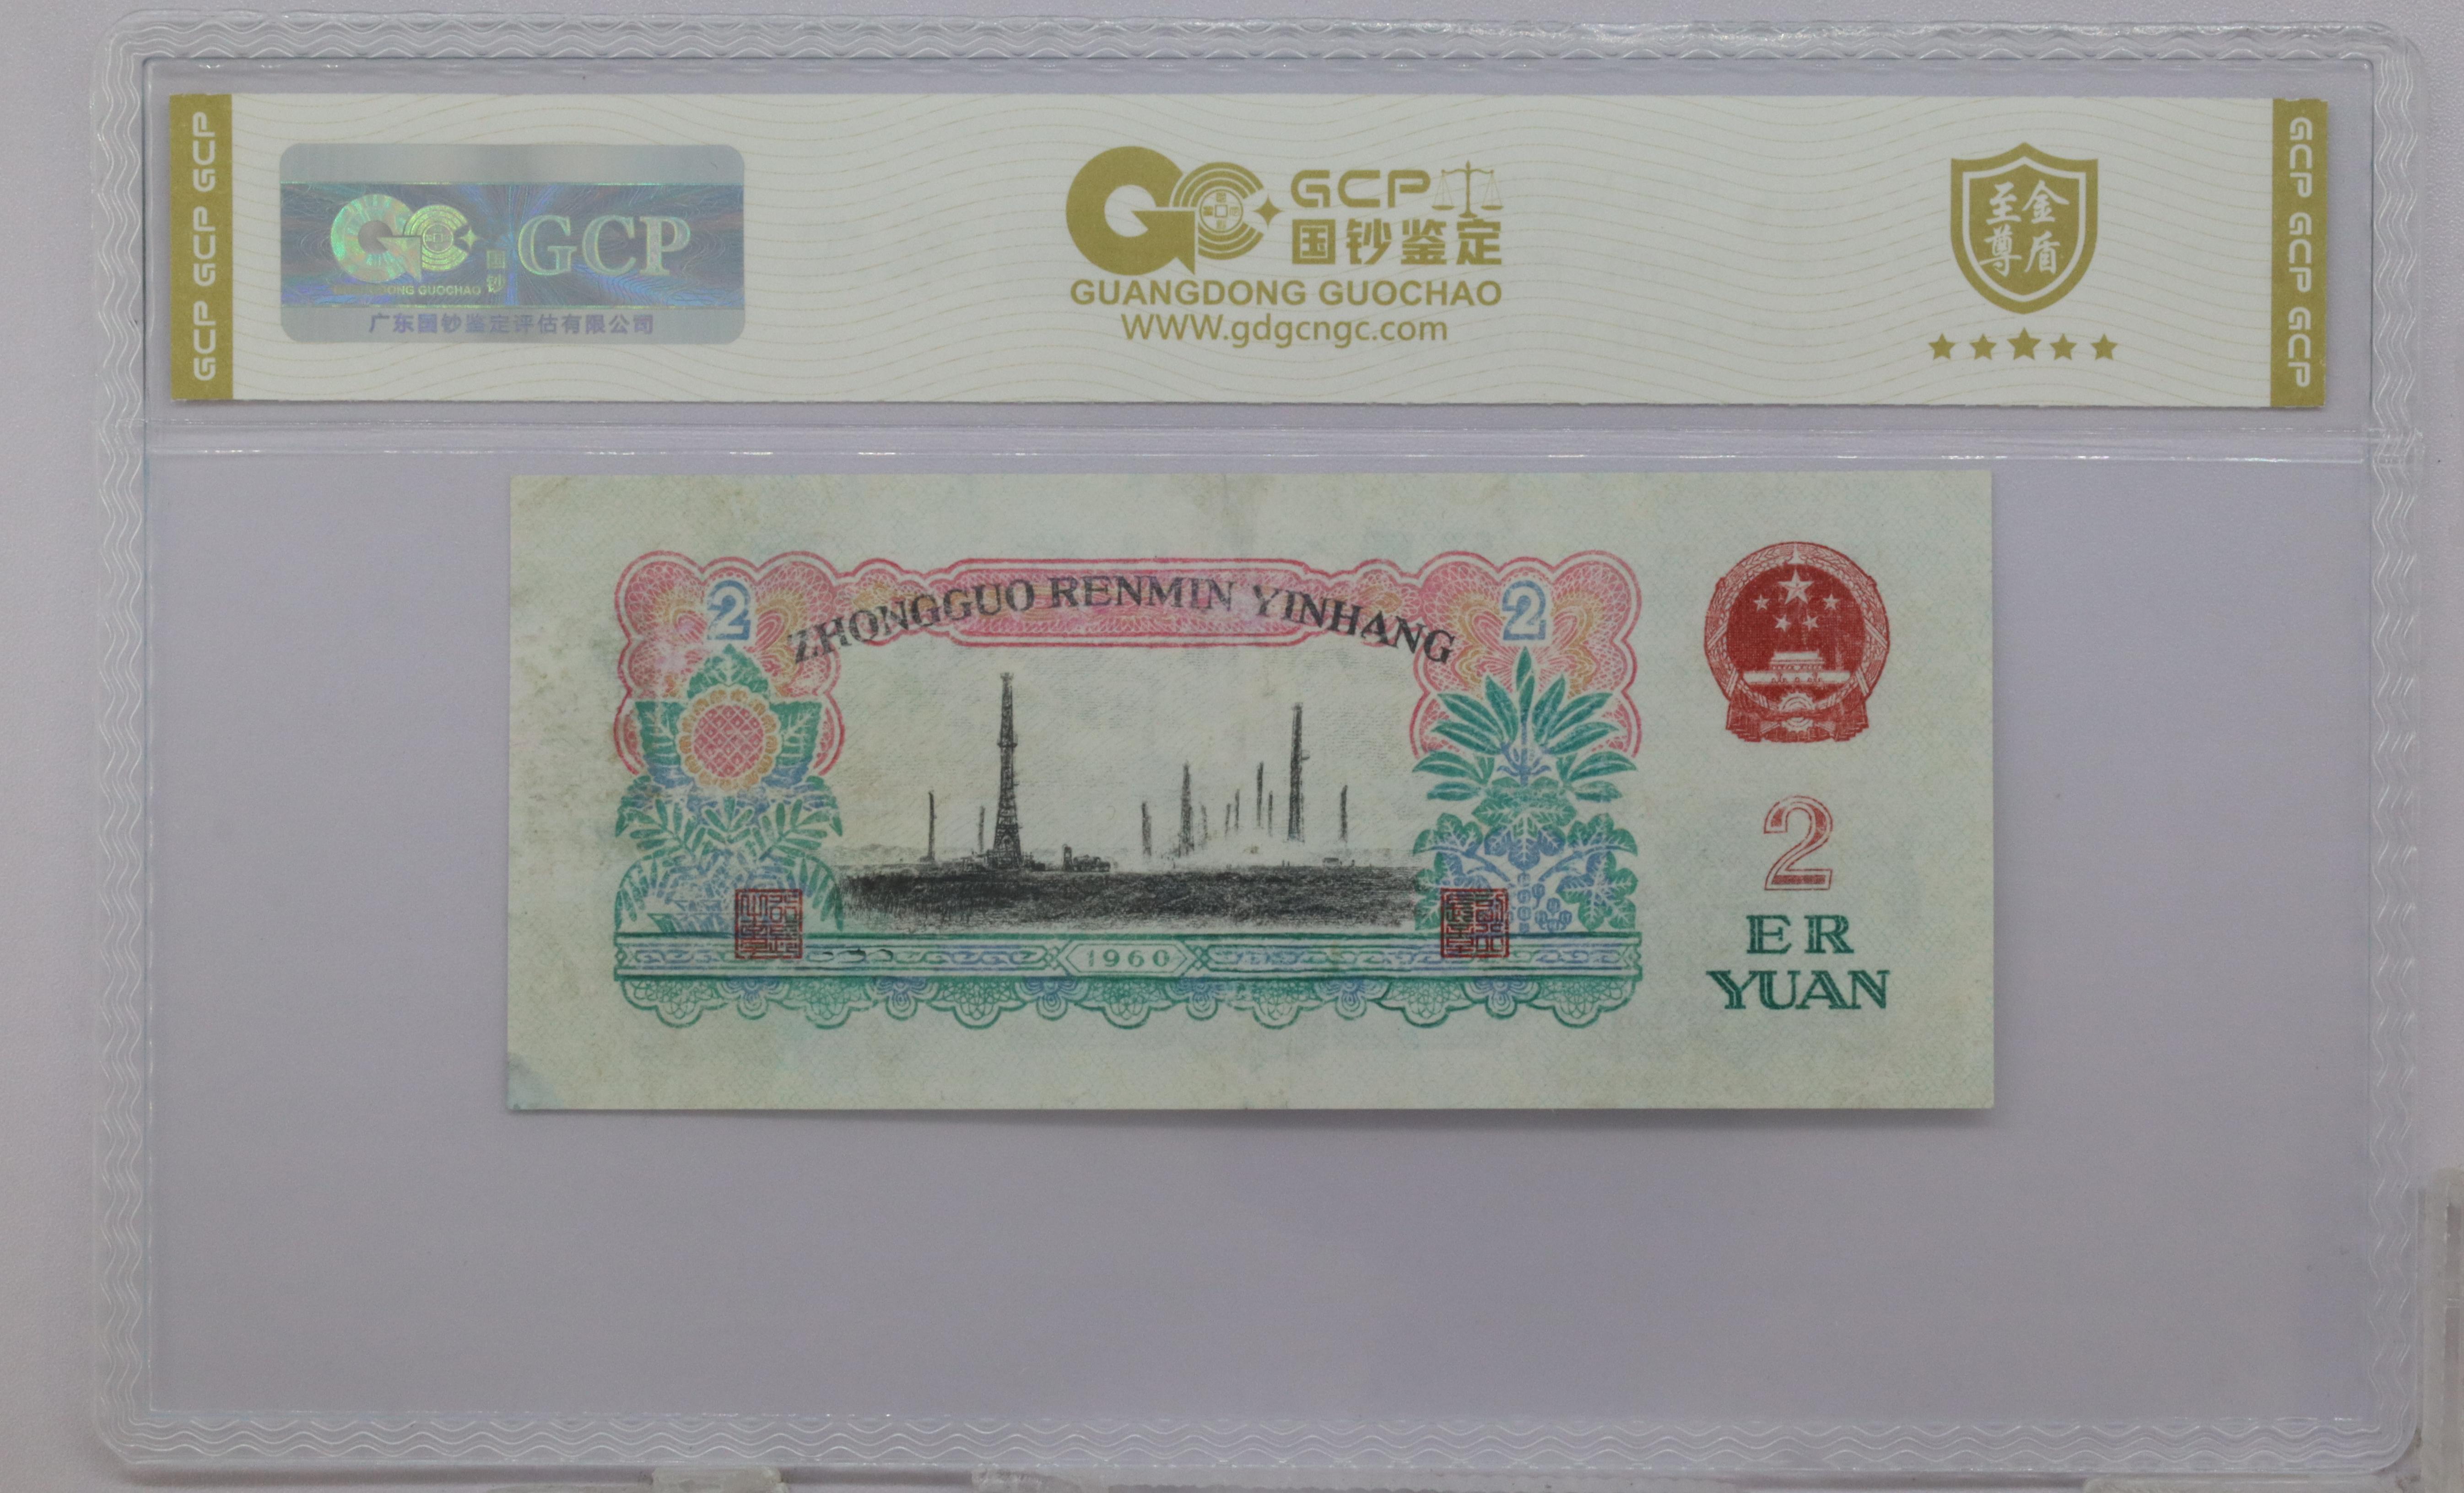 GCP GCP GCP
GCP
GUANGDONG GUOCHAO
国钞
广东国钞鉴定评估有限公司
GCP
国钞鉴定
GUANGDONG GUOCHAO
WWW.gdgcngc.com
金盾
至尊
GCP GCP GCP
ZHONGGUO RENMIN YINHANG
2
2
1960
2
ER
YUAN